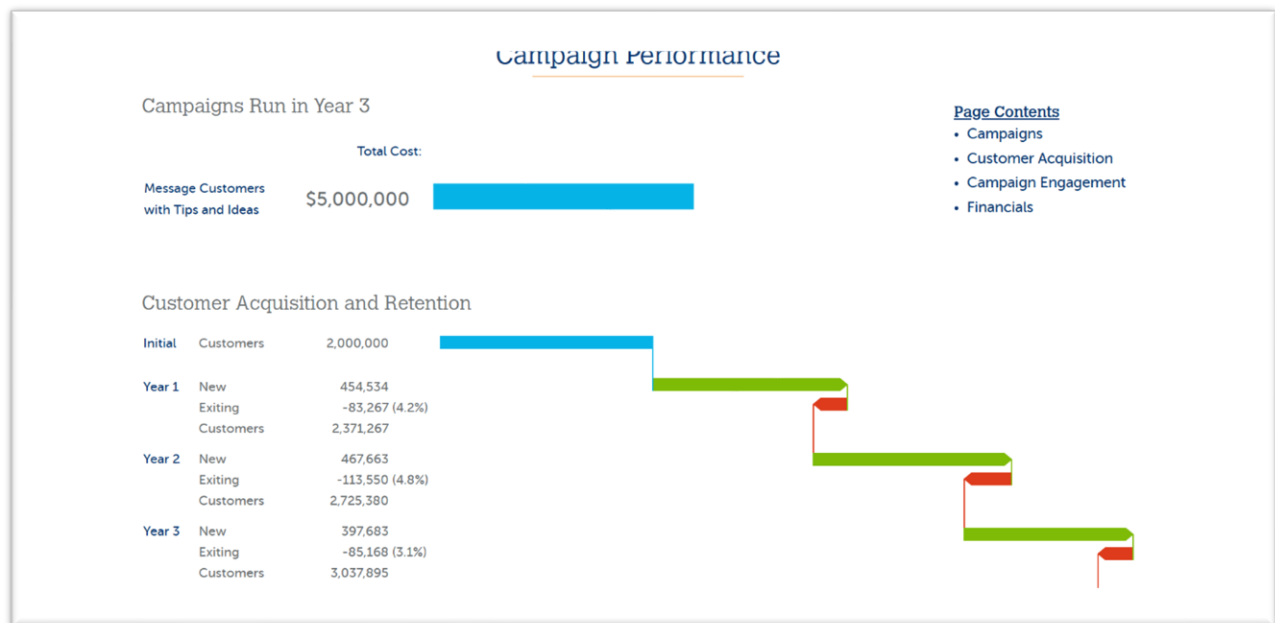 Campaign Performance
Campaigns Run in Year 3
Total Cost:
Message Customers
with Tips and Ideas
$5,000,000
Page Contents
• Campaigns
• Customer Acquisition
• Campaign Engagement
• Financials
Customer Acquisition and Retention
Initial Customers 2,000,000
Year 1 New 454,534
Exiting -83,267 (4.2%)
Customers 2,371,267
Year 2 New 467,663
Exiting -113,550 (4.8%)
Customers 2,725,380
Year 3 New 397,683
Exiting -85,168 (3.1%)
Customers 3,037,895